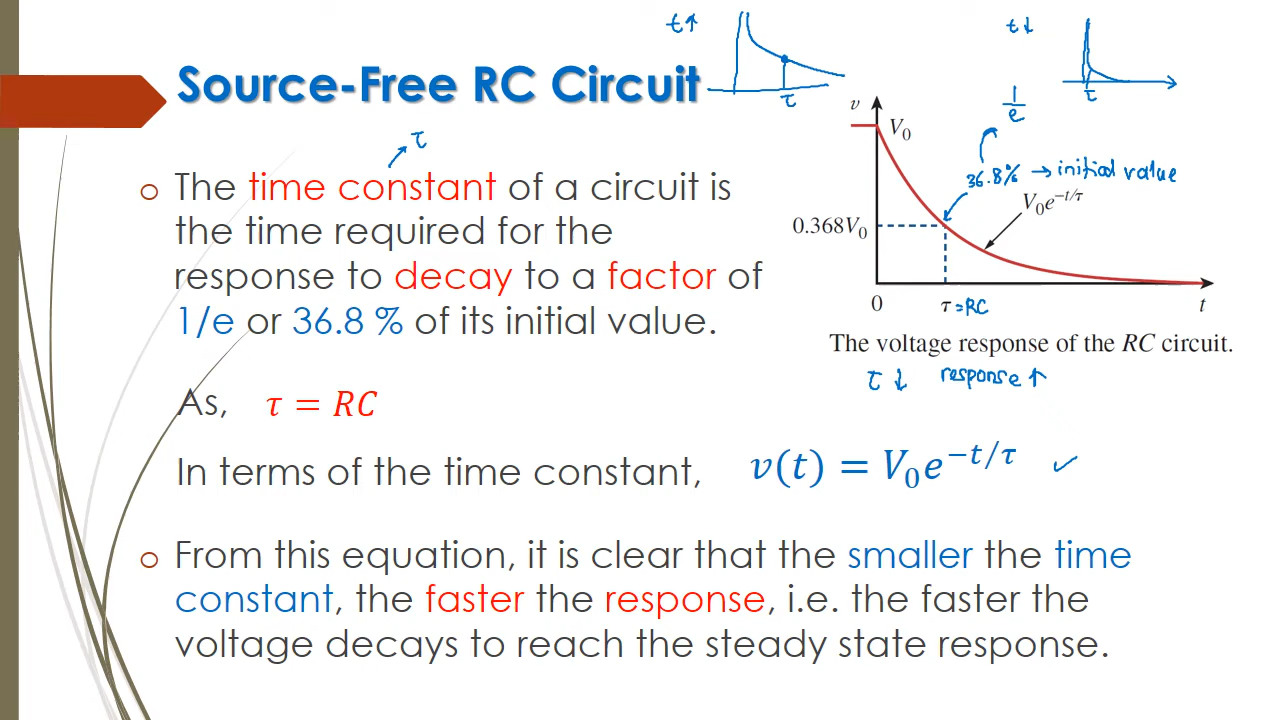 t↑
t↓
τ
τ
Source-Free RC Circuit
1/e
v
V₀
τ
The time constant of a circuit is
the time required for the
response to decay to a factor of
1/e or 36.8 % of its initial value.
36.8% → initial value
V₀e^{−t/τ}
0.368V₀
0
τ = RC
t
The voltage response of the RC circuit.
τ ↓ response ↑
As, τ = RC
In terms of the time constant, v(t) = V₀e^{−t/τ} ✓
From this equation, it is clear that the smaller the time
constant, the faster the response, i.e. the faster the
voltage decays to reach the steady state response.